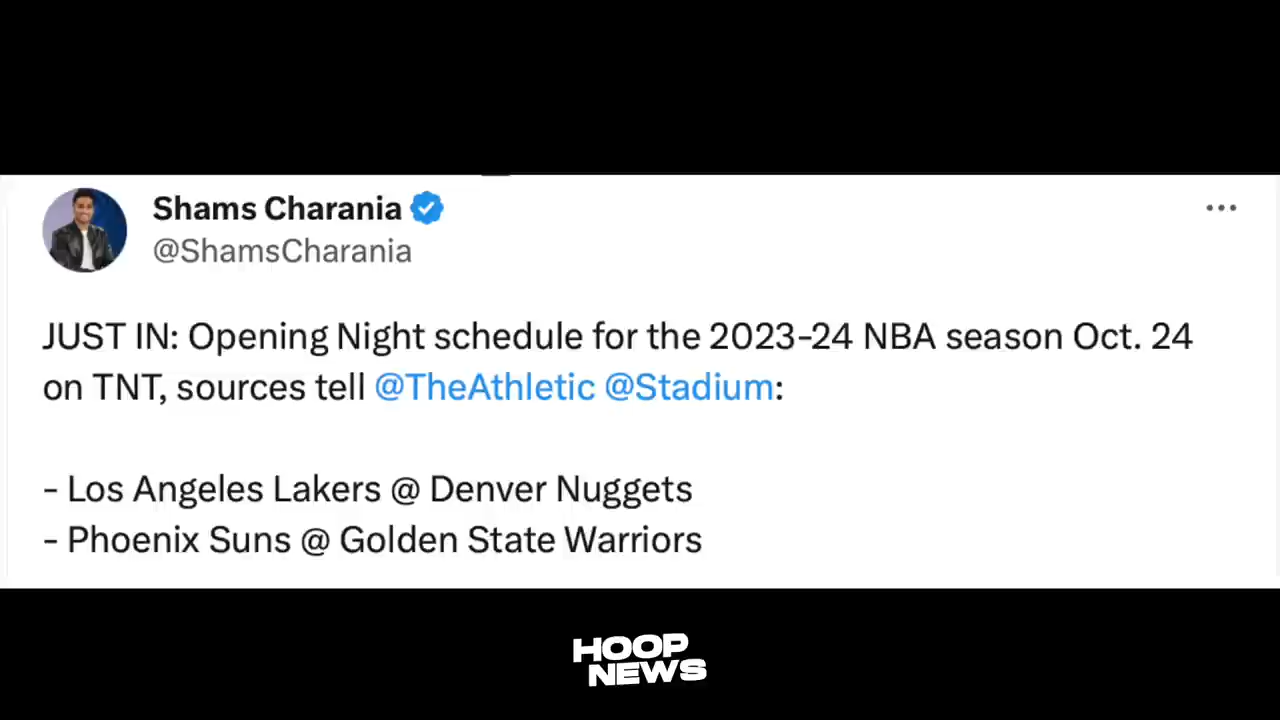 Shams Charania
@ShamsCharania
JUST IN: Opening Night schedule for the 2023-24 NBA season Oct. 24
on TNT, sources tell @TheAthletic @Stadium:
- Los Angeles Lakers @ Denver Nuggets
- Phoenix Suns @ Golden State Warriors
HOOP
NEWS